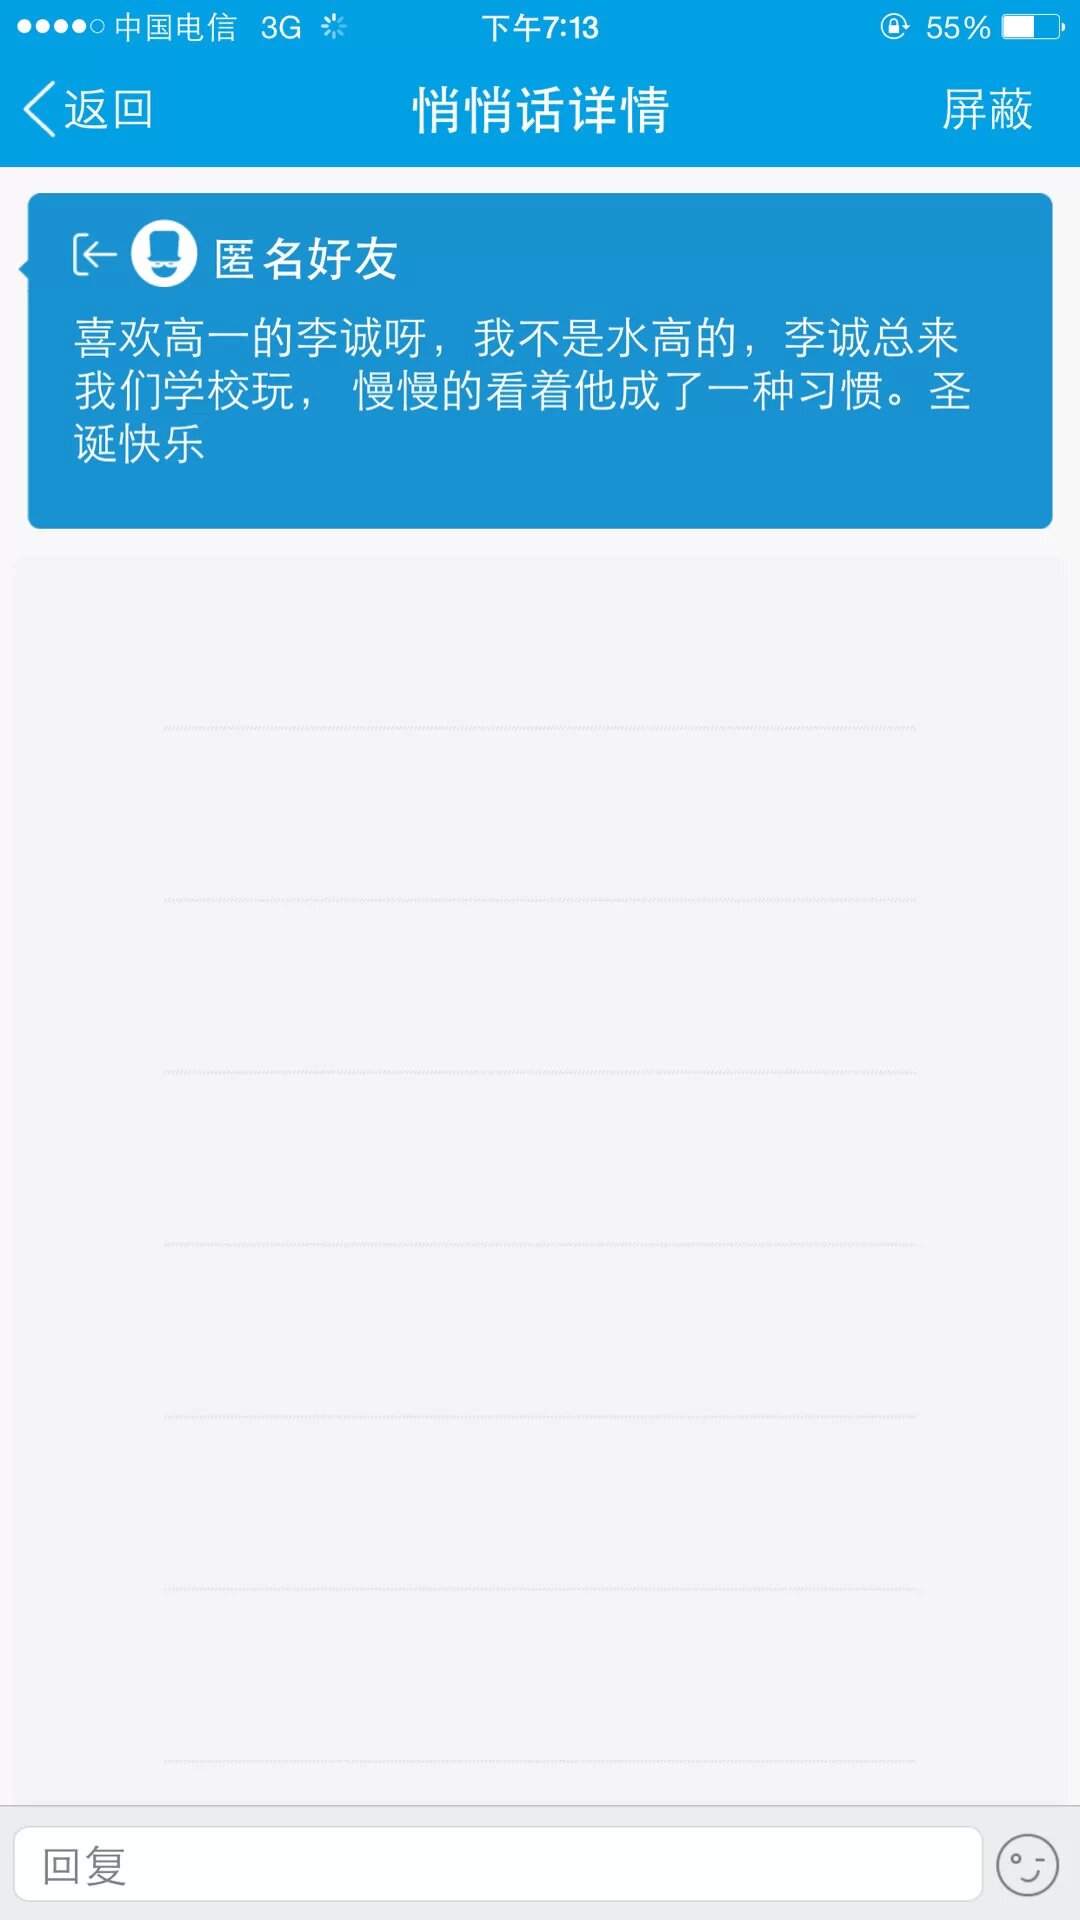 中国电信 3G 下午7:13 55%
返回 悄悄话详情 屏蔽
匿名好友
喜欢高一的李诚呀，我不是水高的，李诚总来
我们学校玩， 慢慢的看着他成了一种习惯。圣
诞快乐
回复